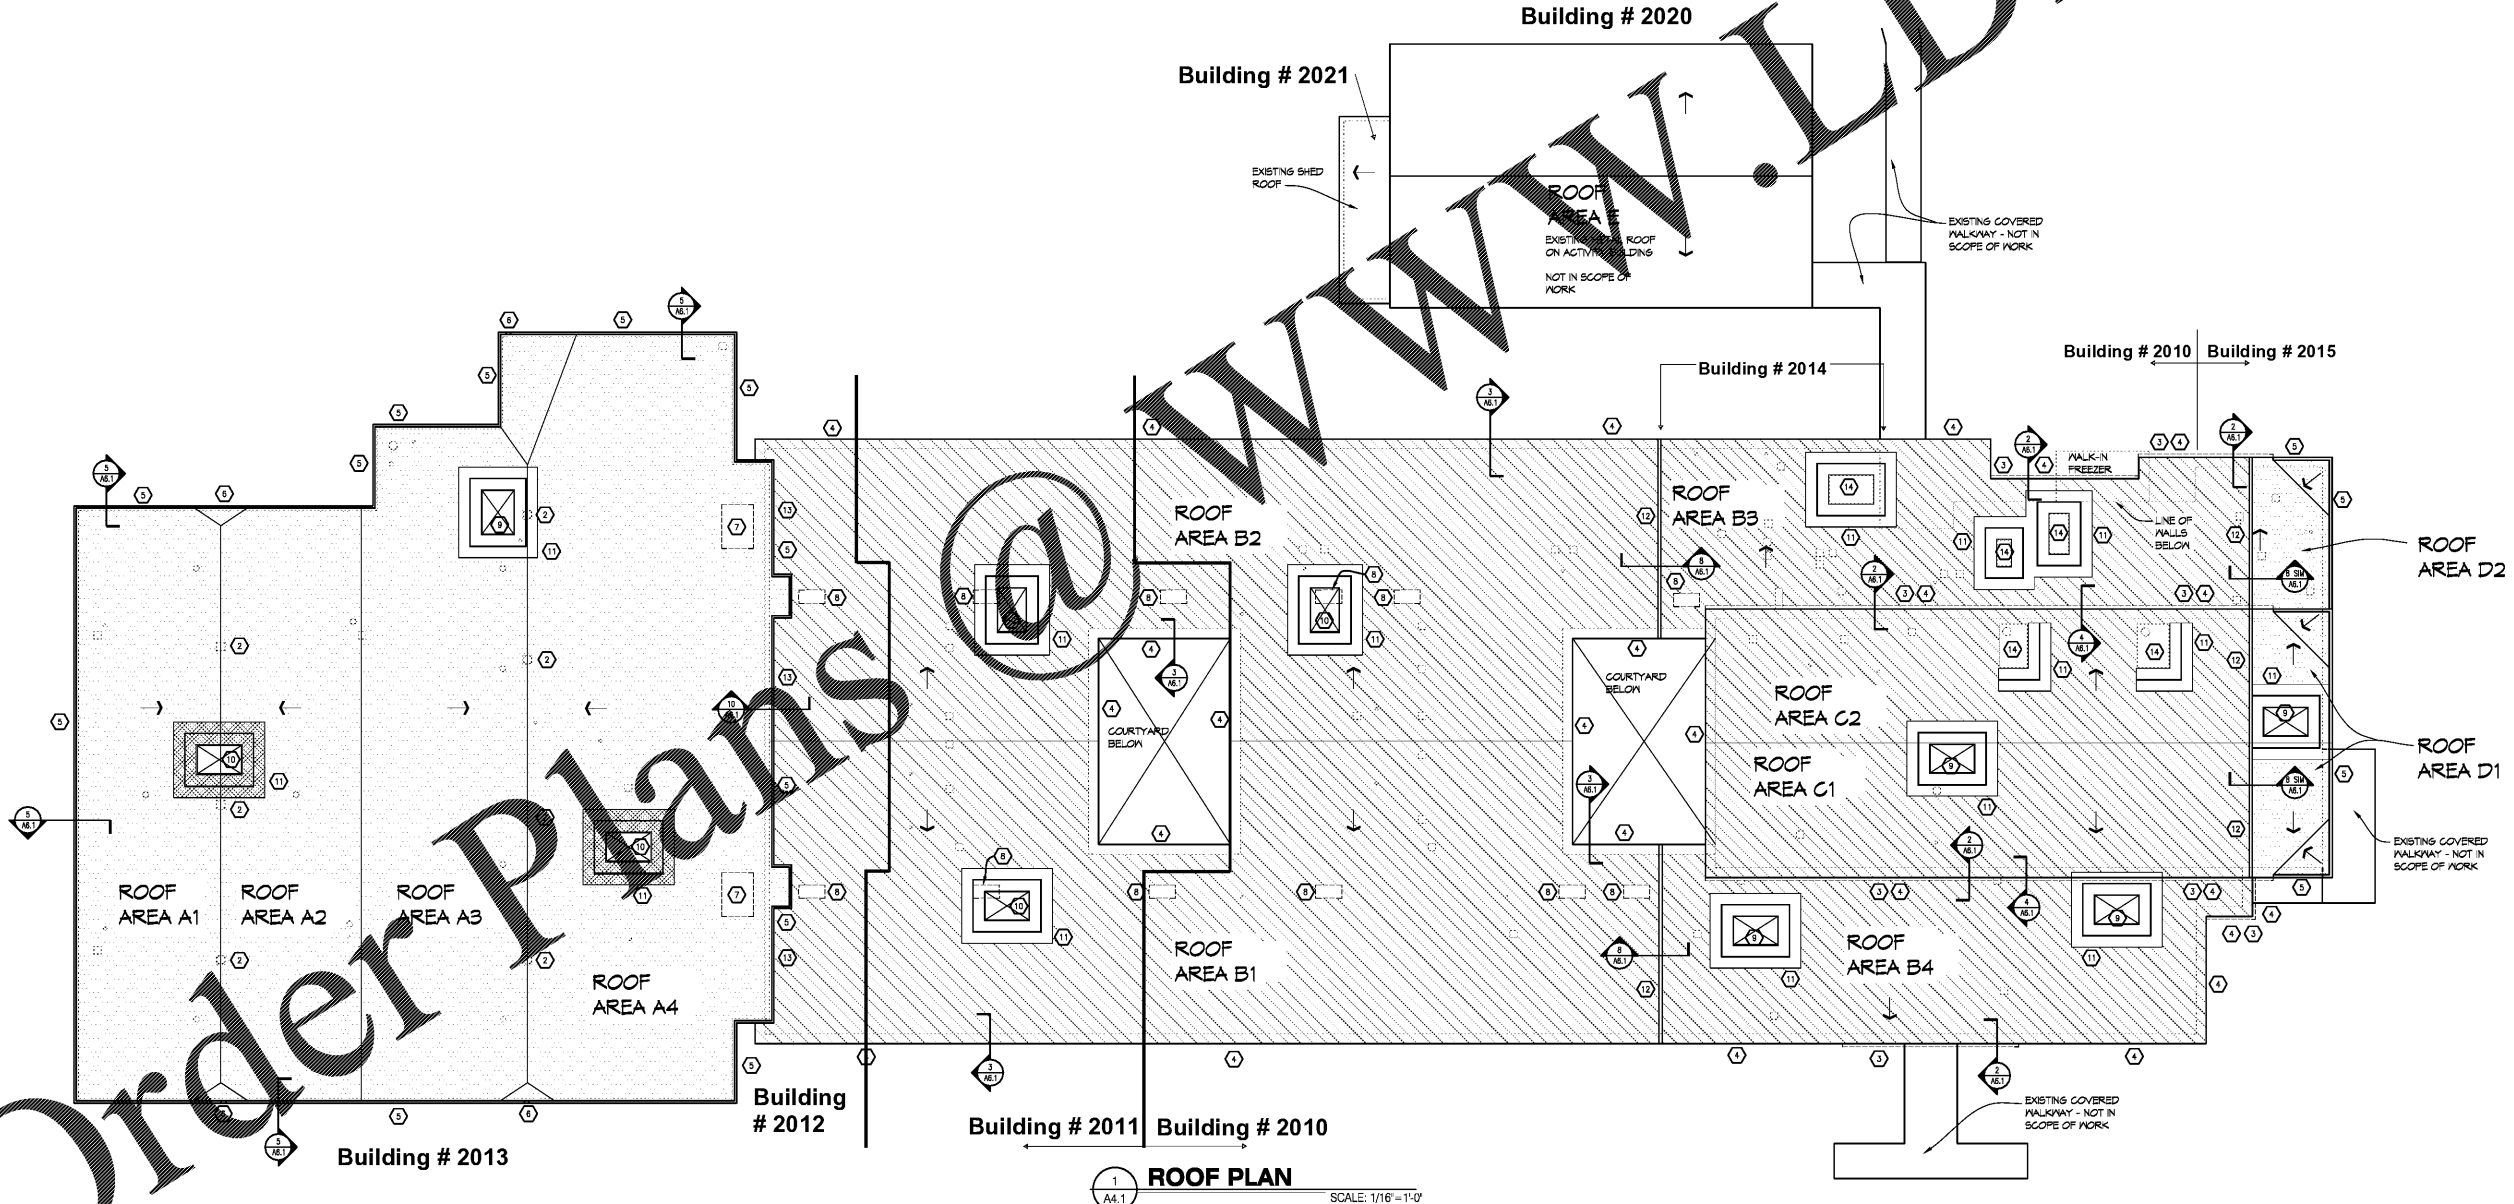 Building # 2020
Building # 2021
EXISTING SHED
ROOF
ROOF
AREA E
EXISTING METAL ROOF
ON ACTIVITY BUILDING
NOT IN SCOPE OF
WORK
EXISTING COVERED
WALKWAY - NOT IN
SCOPE OF WORK
Building # 2014
Building # 2010
Building # 2015
WALK-IN
FREEZER
LINE OF
WALLS
BELOW
ROOF
AREA B2
ROOF
AREA B3
ROOF
AREA D2
COURTYARD
BELOW
COURTYARD
BELOW
ROOF
AREA C2
ROOF
AREA C1
ROOF
AREA D1
EXISTING COVERED
WALKWAY - NOT IN
SCOPE OF WORK
ROOF
AREA A1
ROOF
AREA A2
ROOF
AREA A3
ROOF
AREA A4
ROOF
AREA B1
ROOF
AREA B4
EXISTING COVERED
WALKWAY - NOT IN
SCOPE OF WORK
Building
# 2012
Building # 2011
Building # 2010
Building # 2013
1
A4.1
ROOF PLAN
SCALE: 1/16"=1'-0"
Order Plans @ www.LD